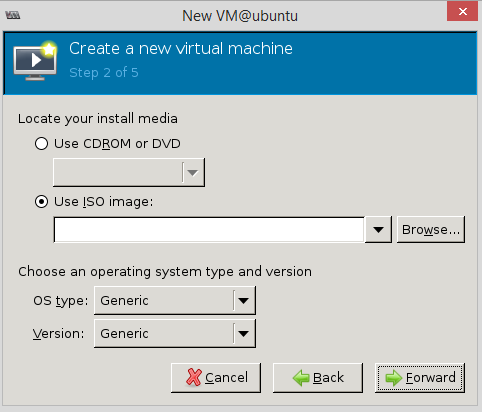 New VM@ubuntu
Create a new virtual machine
Step 2 of 5
Locate your install media
Use CDROM or DVD
Use ISO image:
Browse...
Choose an operating system type and version
OS type: Generic
Version: Generic
Cancel Back Forward